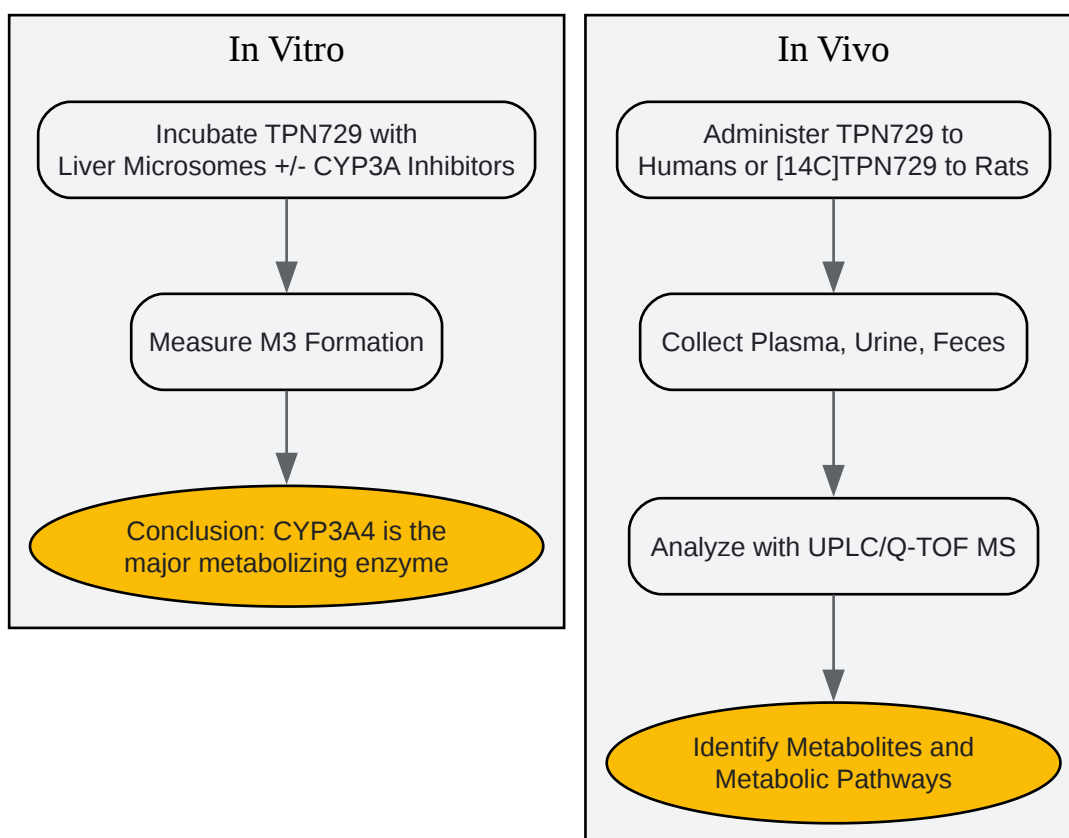 In Vitro
Incubate TPN729 with
Liver Microsomes +/- CYP3A Inhibitors
Measure M3 Formation
Conclusion: CYP3A4 is the
major metabolizing enzyme
In Vivo
Administer TPN729 to
Humans or [14C]TPN729 to Rats
Collect Plasma, Urine, Feces
Analyze with UPLC/Q-TOF MS
Identify Metabolites and
Metabolic Pathways